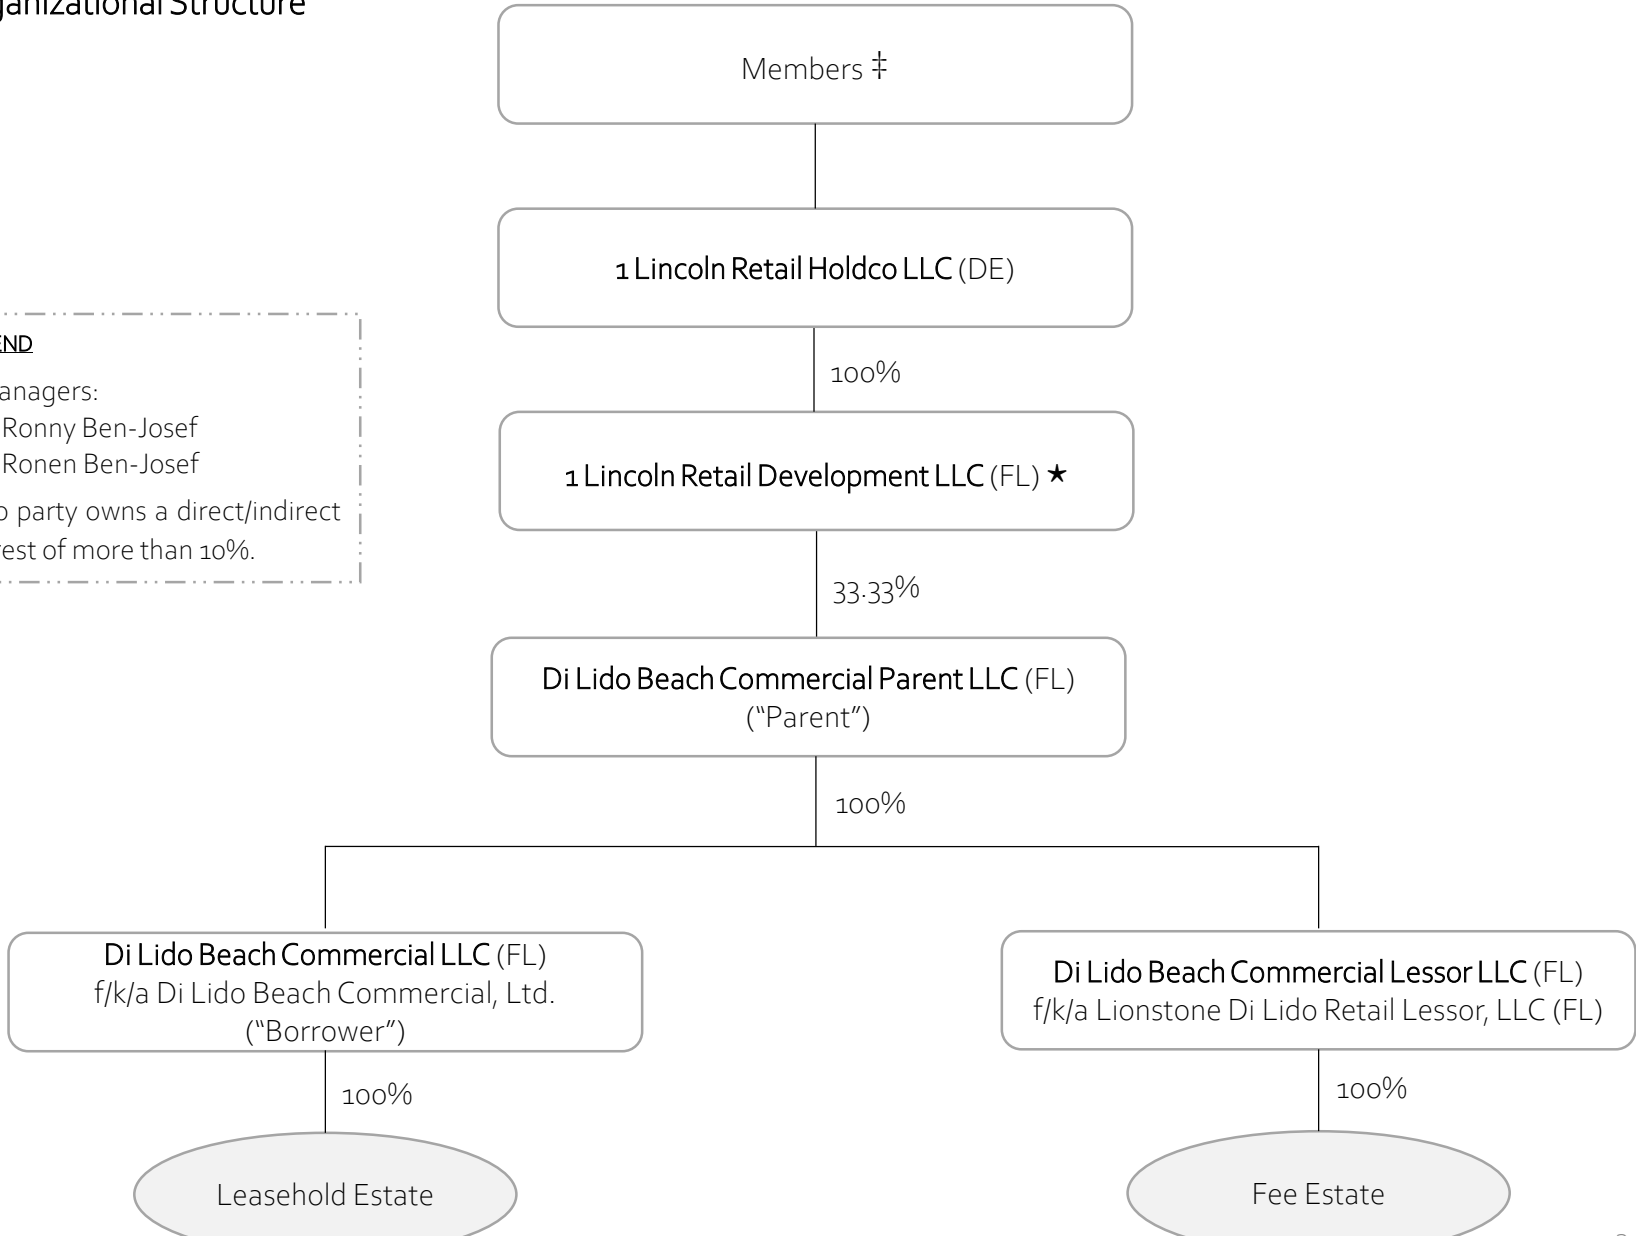 ganizational Structure
Members ‡
1 Lincoln Retail Holdco LLC (DE)
100%
END
anagers:
Ronny Ben-Josef
Ronen Ben-Josef
o party owns a direct/indirect
rest of more than 10%.
1 Lincoln Retail Development LLC (FL) ★
33.33%
Di Lido Beach Commercial Parent LLC (FL)
(“Parent”)
100%
Di Lido Beach Commercial LLC (FL)
f/k/a Di Lido Beach Commercial, Ltd.
(“Borrower”)
Di Lido Beach Commercial Lessor LLC (FL)
f/k/a Lionstone Di Lido Retail Lessor, LLC (FL)
100%
100%
Leasehold Estate
Fee Estate